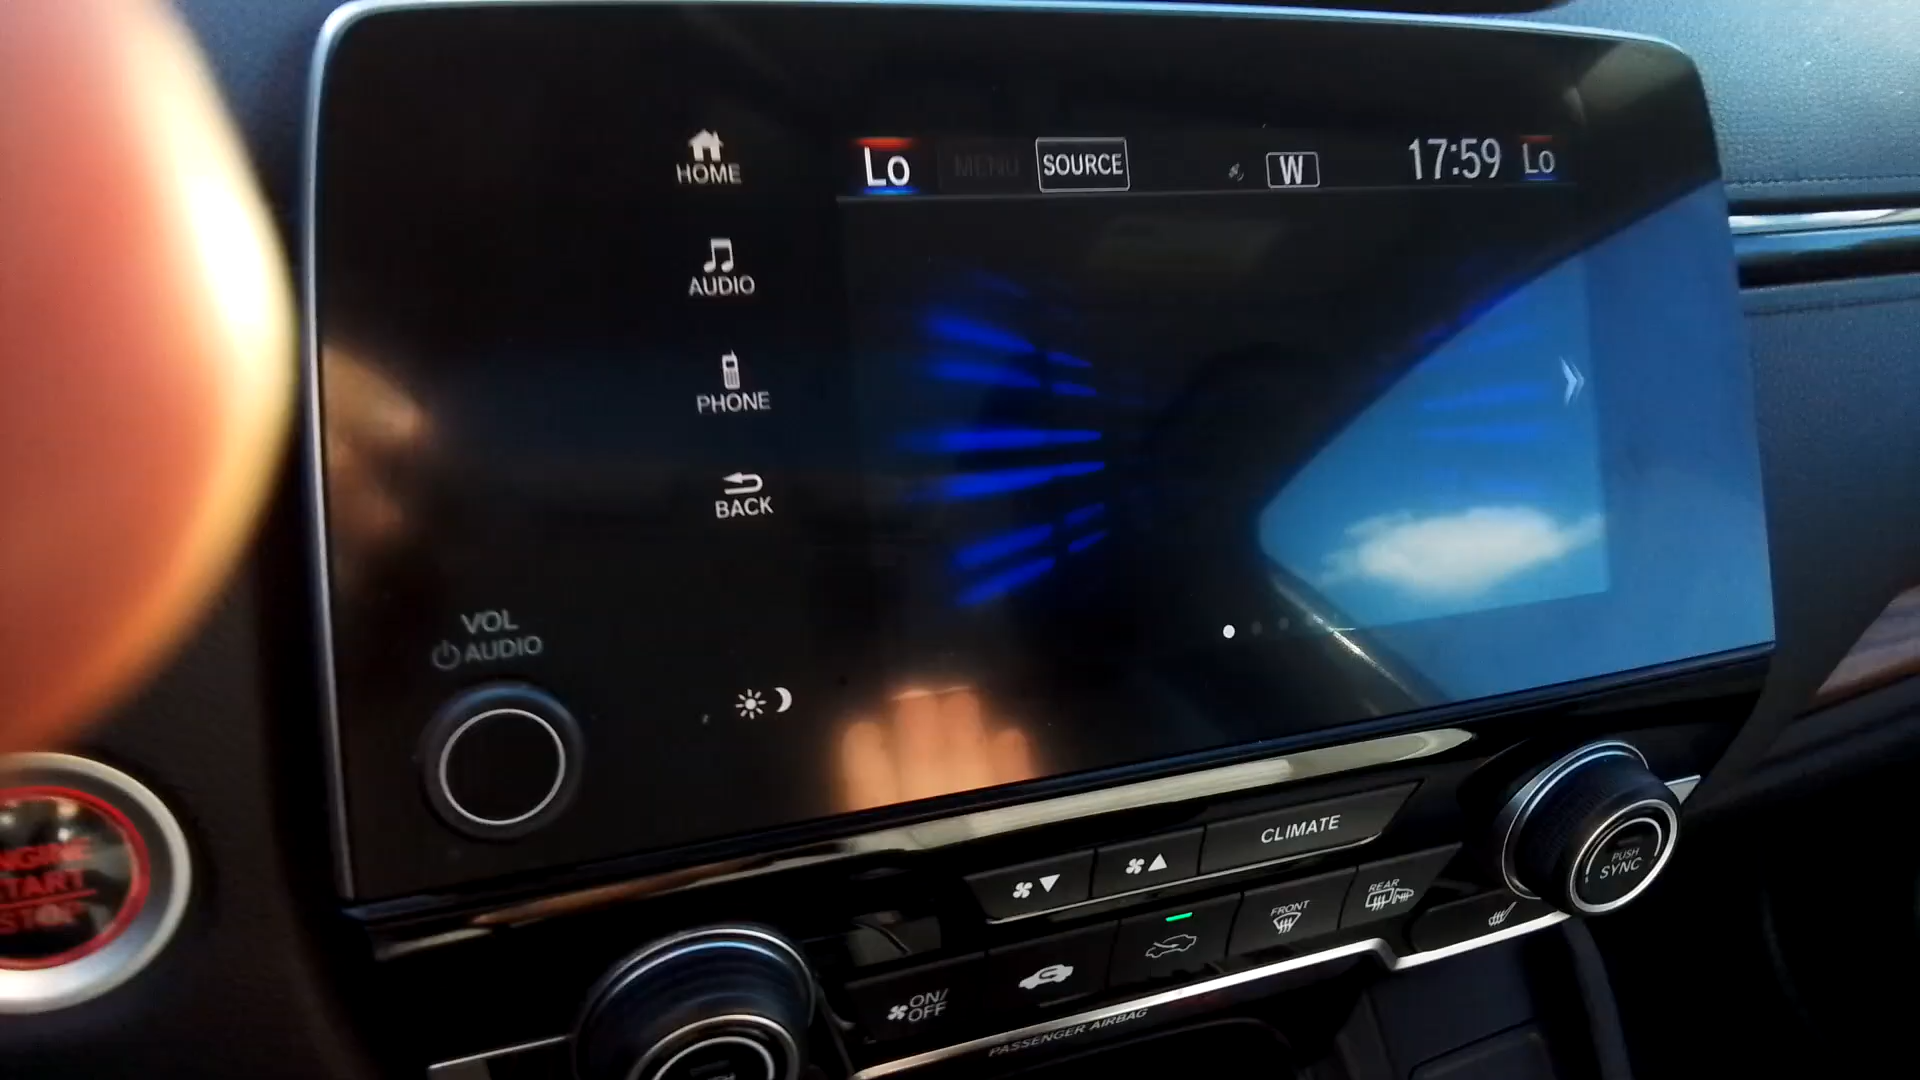 HOME
Lo
MENU
SOURCE
W
17:59
Lo
AUDIO
PHONE
BACK
VOL
AUDIO
CLIMATE
PUSH
SYNC
REAR
FRONT
ON/
OFF
PASSENGER AIRBAG
START
STOP